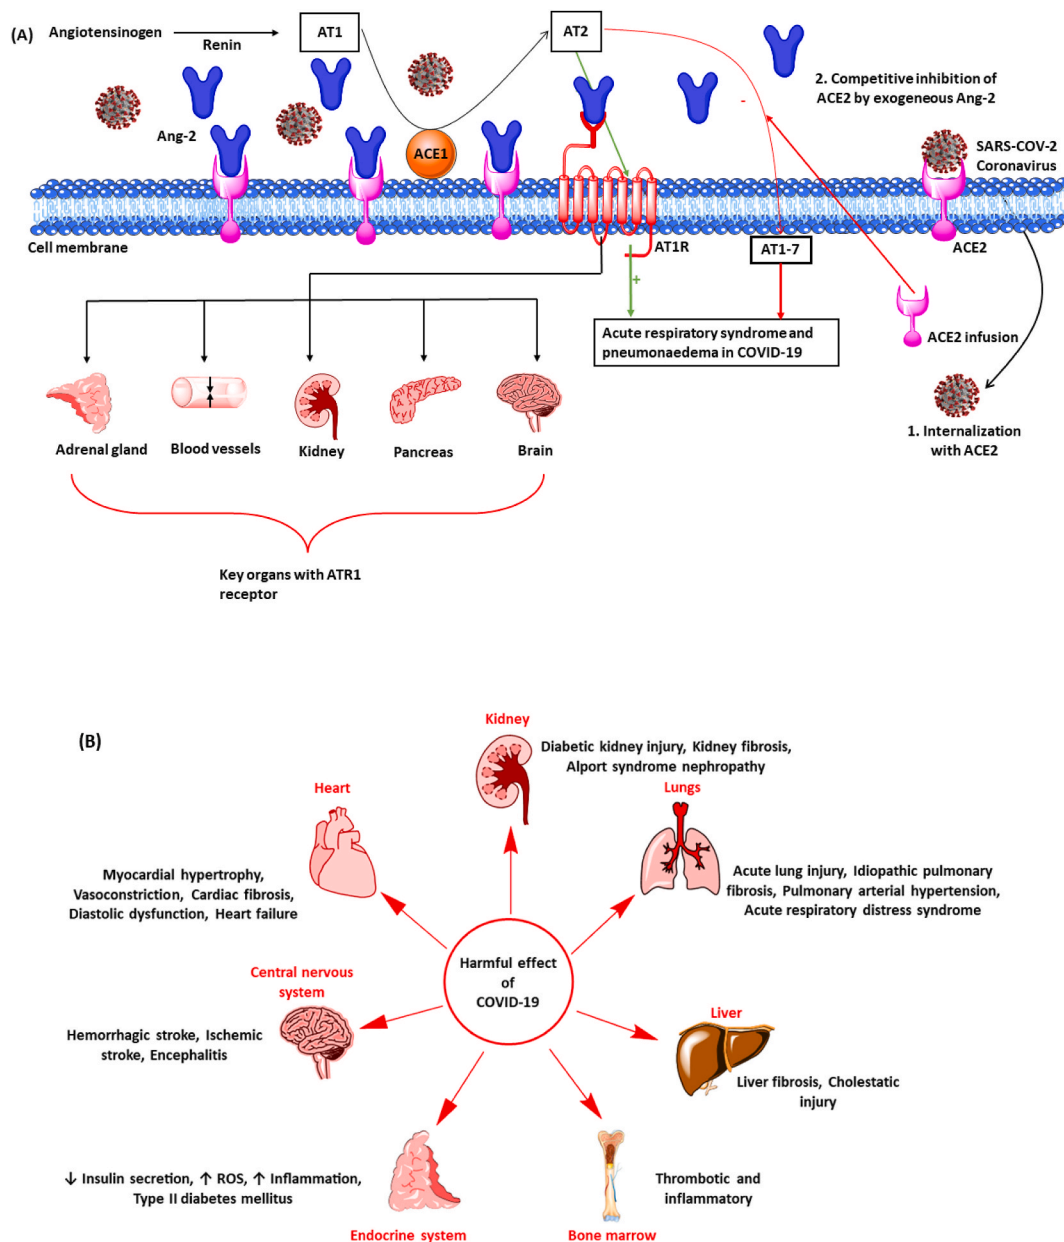 (A)
Angiotensinogen
Renin
AT1
AT2
2. Competitive inhibition of
ACE2 by exogeneous Ang-2
-
Ang-2
ACE1
SARS-COV-2
Coronavirus
Cell membrane
AT1R
AT1-7
ACE2
+
Acute respiratory syndrome and
pneumonaedema in COVID-19
ACE2 infusion
1. Internalization
with ACE2
Adrenal gland
Blood vessels
Kidney
Pancreas
Brain
Key organs with ATR1
receptor
(B)
Kidney
Diabetic kidney injury, Kidney fibrosis,
Alport syndrome nephropathy
Heart
Lungs
Myocardial hypertrophy,
Vasoconstriction, Cardiac fibrosis,
Diastolic dysfunction, Heart failure
Acute lung injury, Idiopathic pulmonary
fibrosis, Pulmonary arterial hypertension,
Acute respiratory distress syndrome
Harmful effect
of
COVID-19
Central nervous
system
Hemorrhagic stroke, Ischemic
stroke, Encephalitis
Liver
Liver fibrosis, Cholestatic
injury
↓ Insulin secretion, ↑ ROS, ↑ Inflammation,
Type II diabetes mellitus
Endocrine system
Thrombotic and
inflammatory
Bone marrow